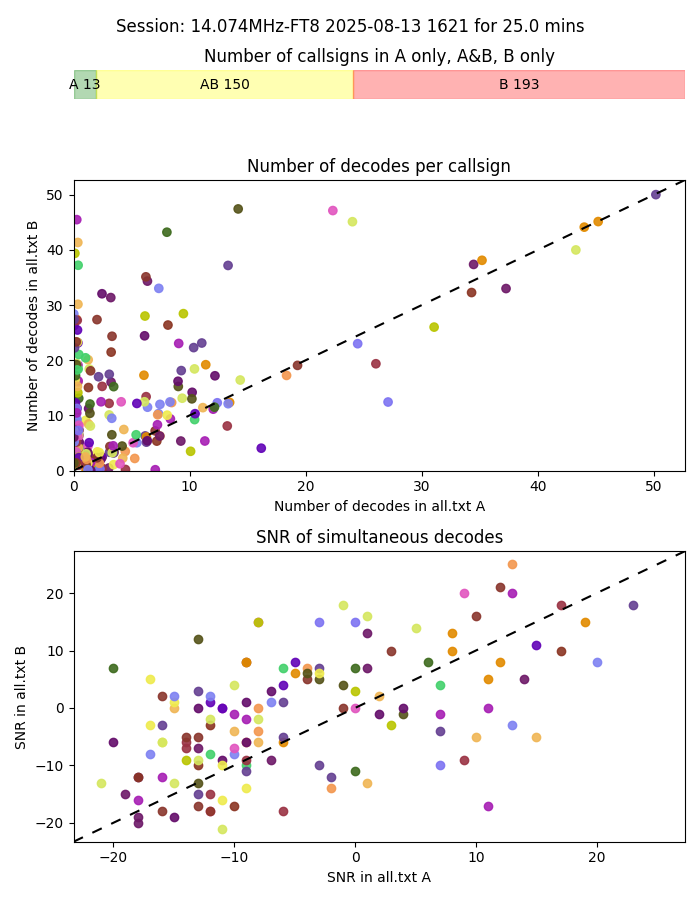 Session: 14.074MHz-FT8 2025-08-13 1621 for 25.0 mins
Number of callsigns in A only, A&B, B only
A 13 AB 150 B 193
Number of decodes per callsign
50
40
30
20
10
0
Number of decodes in all.txt B
0 10 20 30 40 50
Number of decodes in all.txt A
SNR of simultaneous decodes
20
10
0
−10
−20
SNR in all.txt B
−20 −10 0 10 20
SNR in all.txt A